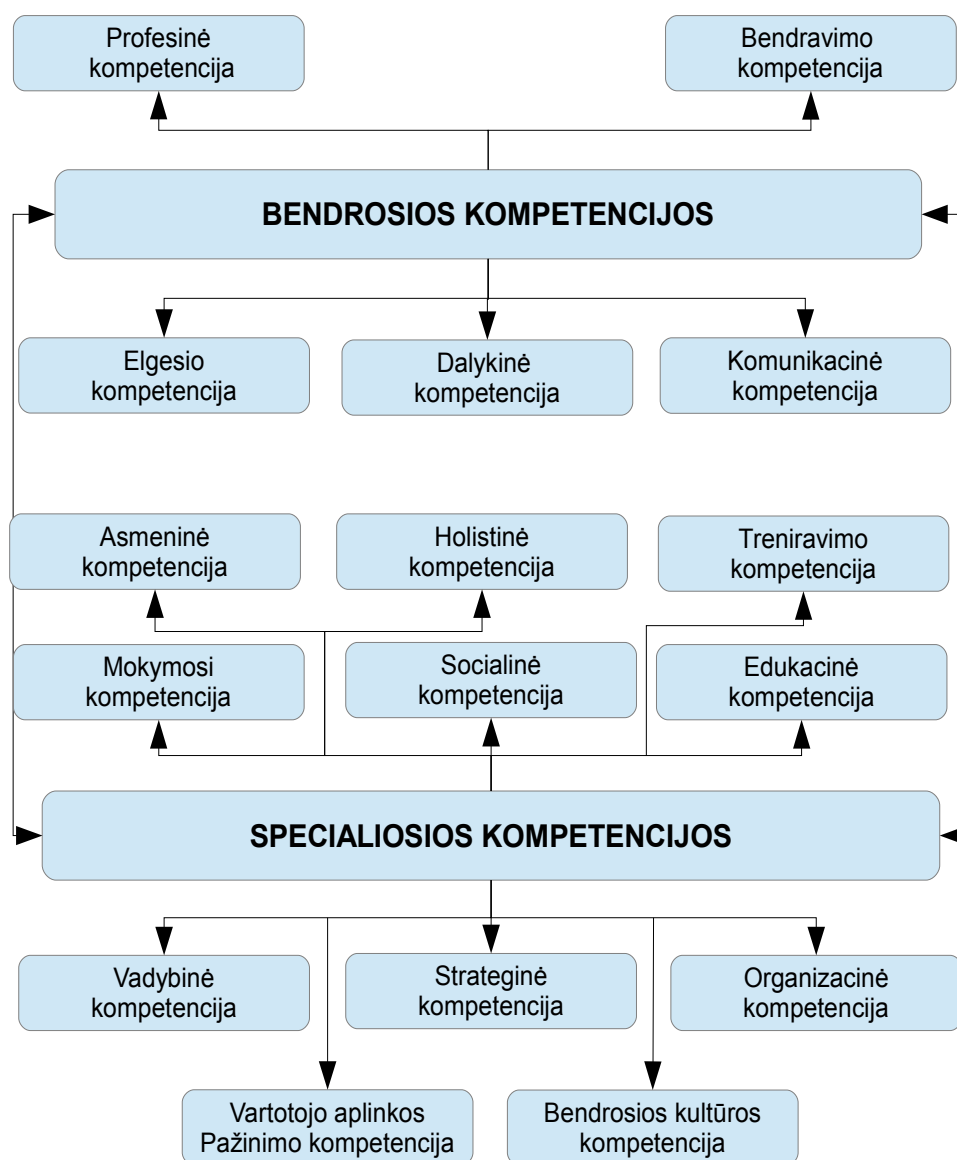 Profesinė
kompetencija
Bendravimo
kompetencija
BENDROSIOS KOMPETENCIJOS
Elgesio
kompetencija
Dalykinė
kompetencija
Komunikacinė
kompetencija
Asmeninė
kompetencija
Holistinė
kompetencija
Treniravimo
kompetencija
Mokymosi
kompetencija
Socialinė
kompetencija
Edukacinė
kompetencija
SPECIALIOSIOS KOMPETENCIJOS
Vadybinė
kompetencija
Strateginė
kompetencija
Organizacinė
kompetencija
Vartotojo aplinkos
Pažinimo kompetencija
Bendrosios kultūros
kompetencija